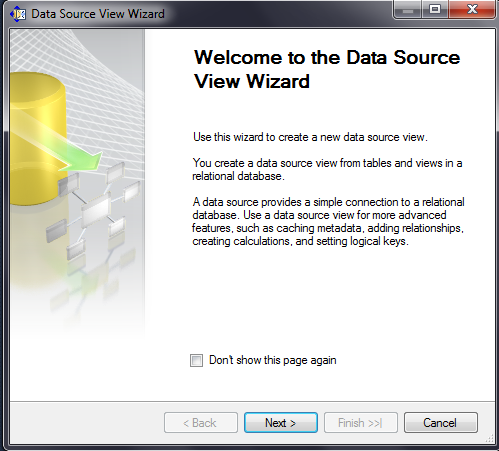 Data Source View Wizard
Welcome to the Data Source
View Wizard
Use this wizard to create a new data source view.
You create a data source view from tables and views in a
relational database.
A data source provides a simple connection to a relational
database. Use a data source view for more advanced
features, such as caching metadata, adding relationships,
creating calculations, and setting logical keys.
Don't show this page again
< Back
Next >
Finish >>|
Cancel